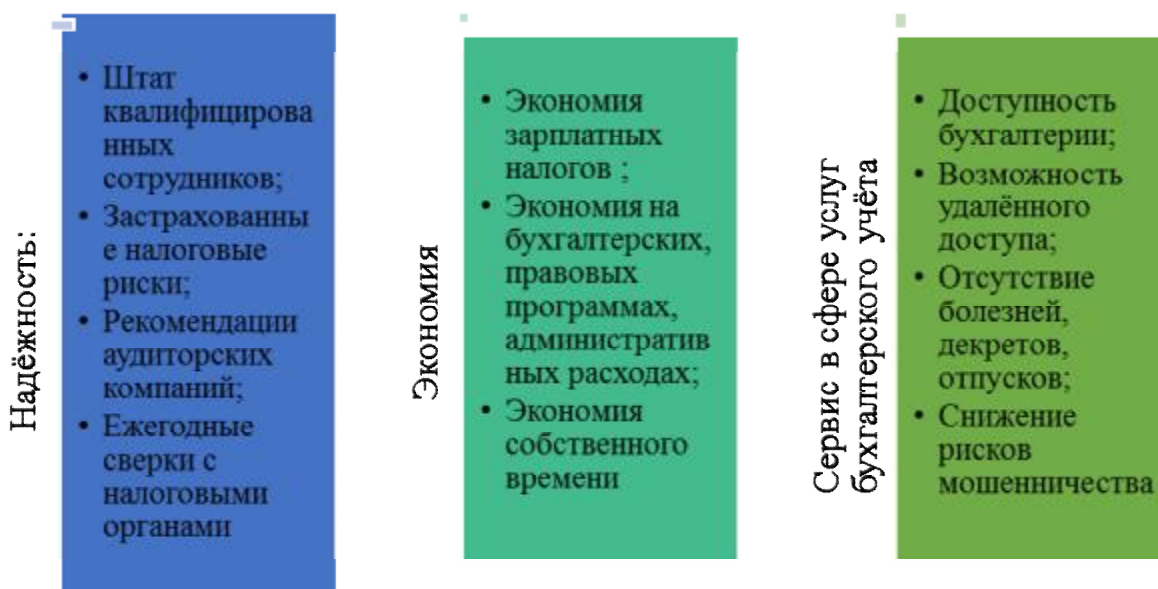 Надёжность:
• Штат
квалифицирова
нных
сотрудников;
• Застрахованны
е налоговые
риски;
• Рекомендации
аудиторских
компаний;
• Ежегодные
сверки с
налоговыми
органами
Экономия
• Экономия
зарплатных
налогов ;
• Экономия на
бухгалтерских,
правовых
программах,
административ
ных расходах;
• Экономия
собственного
времени
Сервис в сфере услуг
бухгалтерского учёта
• Доступность
бухгалтерии;
• Возможность
удалённого
доступа;
• Отсутствие
болезней,
декретов,
отпусков;
• Снижение
рисков
мошенничества